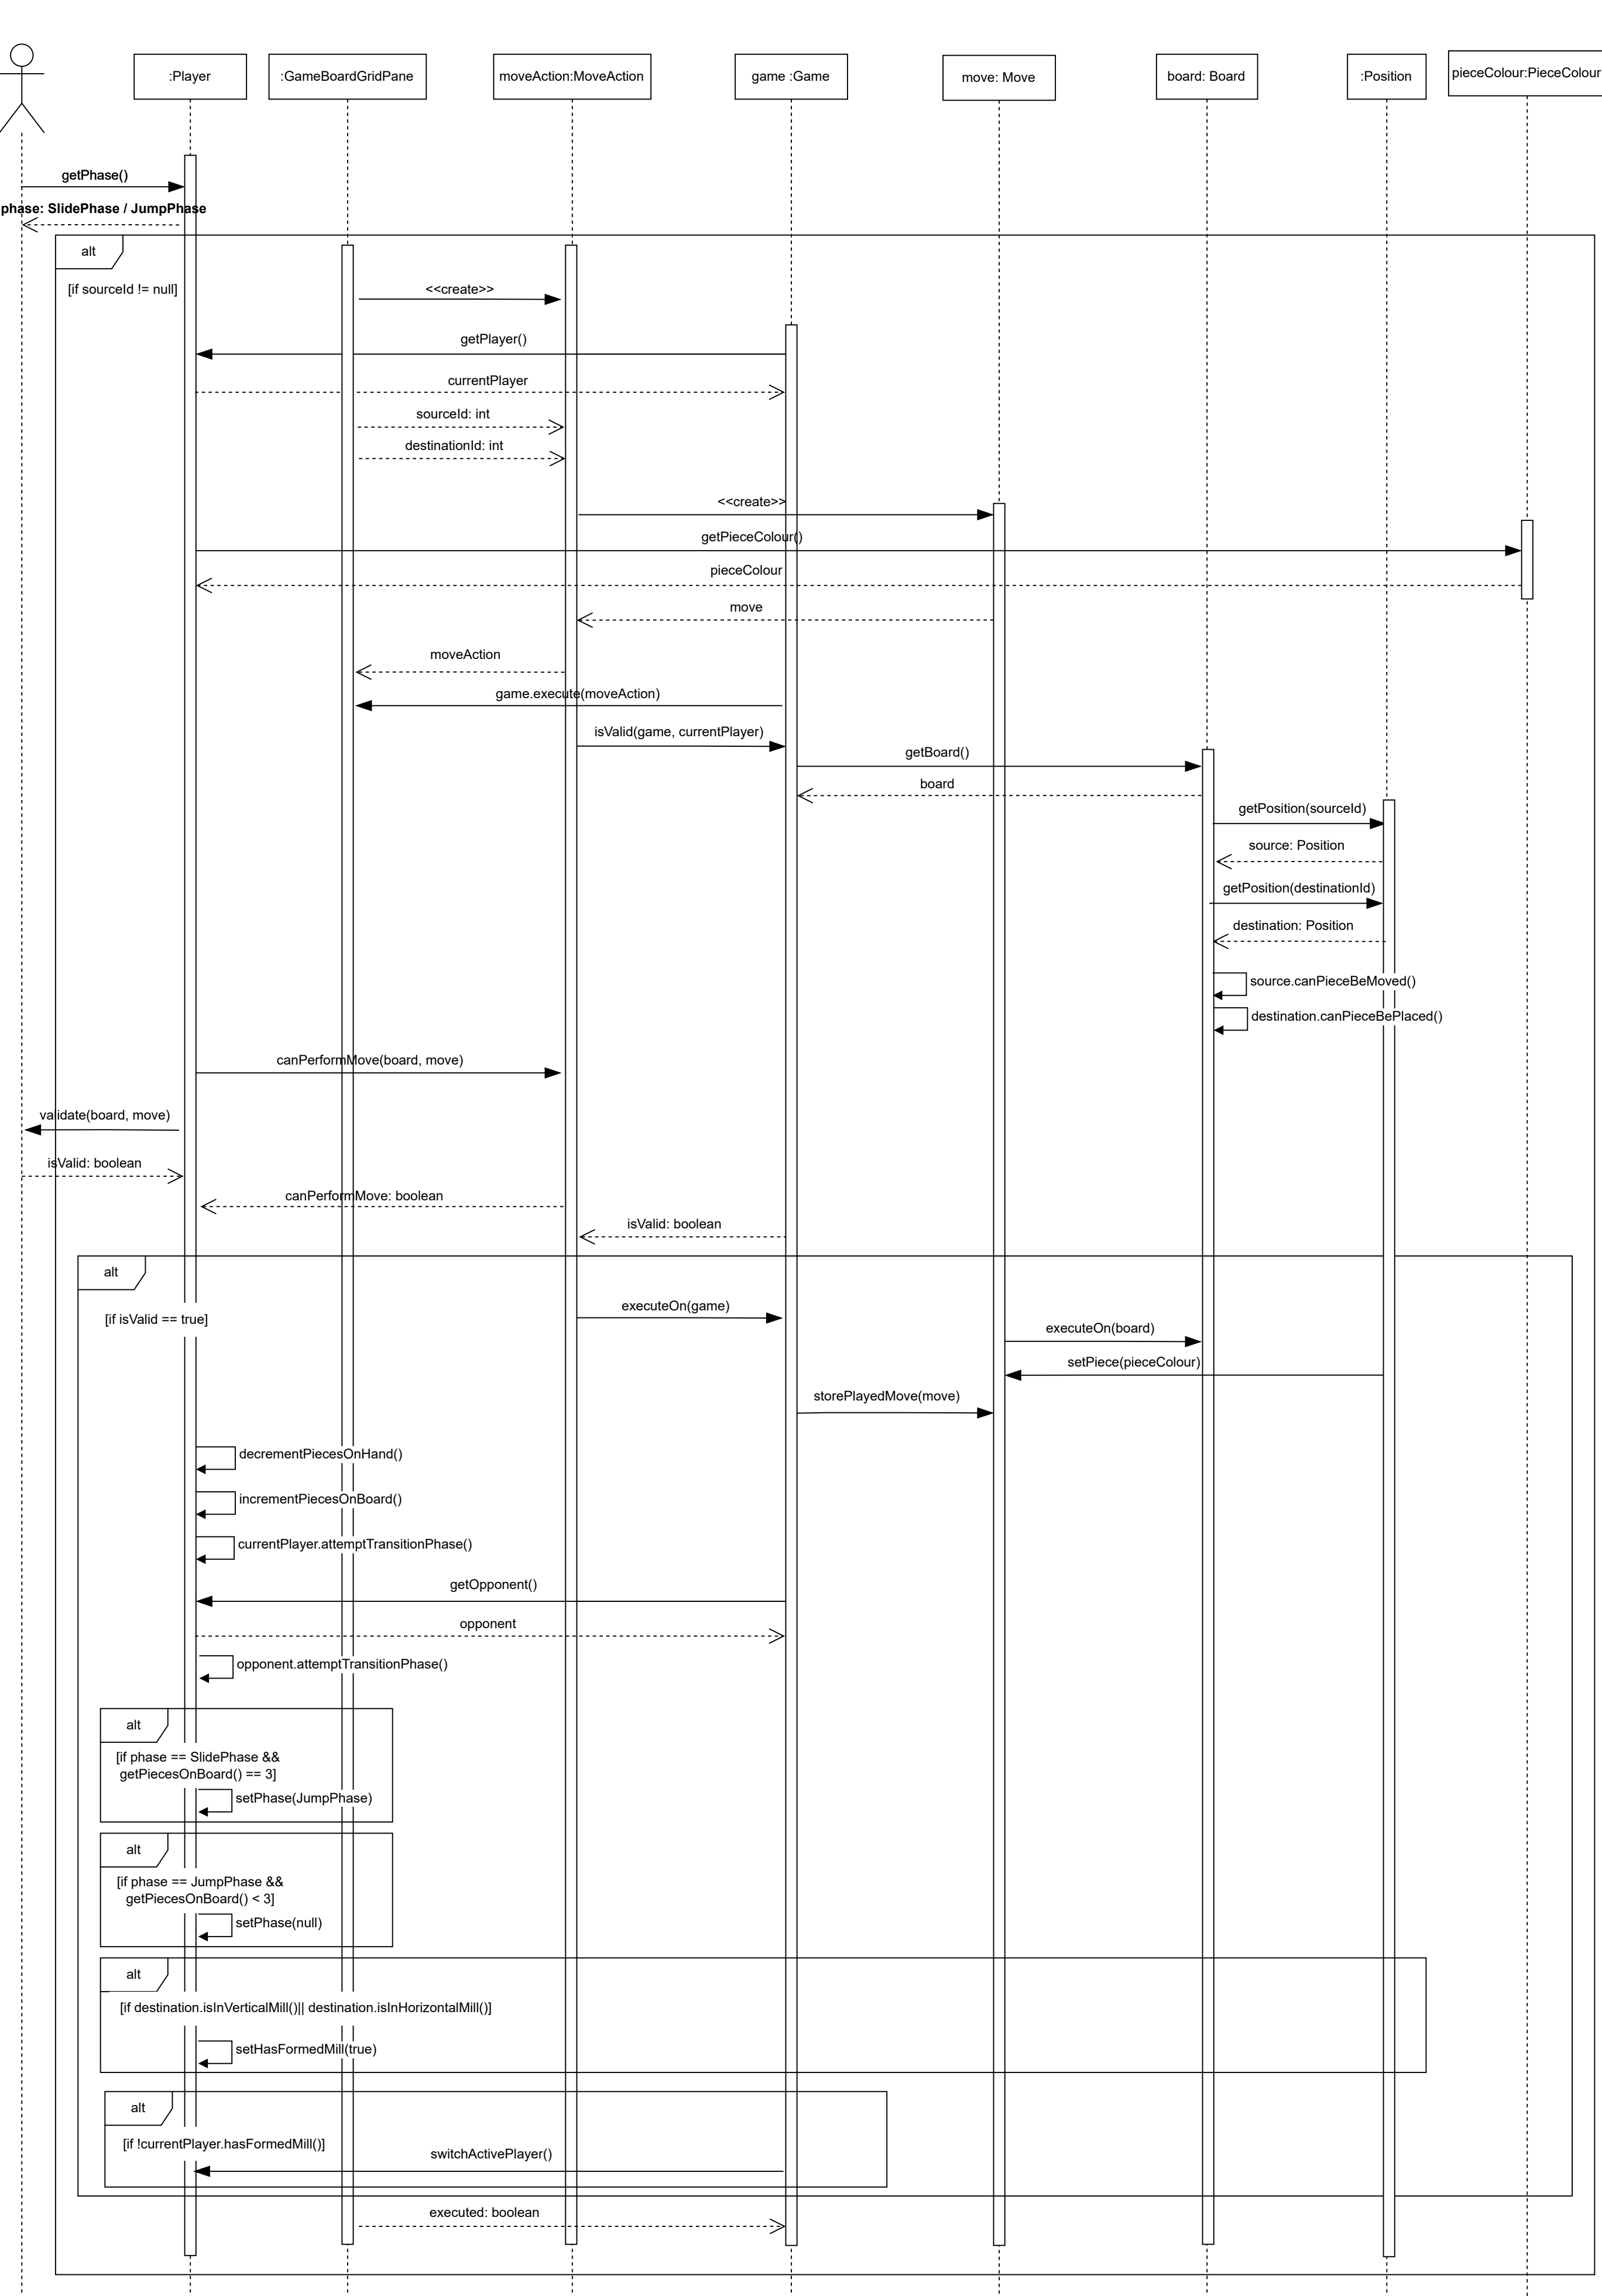 :Player
:GameBoardGridPane
moveAction:MoveAction
game :Game
move: Move
board: Board
:Position
pieceColour:PieceColour
getPhase()
phase: SlidePhase / JumpPhase
alt
[if sourceId != null]
<<create>>
getPlayer()
currentPlayer
sourceId: int
destinationId: int
<<create>>
getPieceColour()
pieceColour
move
moveAction
game.execute(moveAction)
isValid(game, currentPlayer)
getBoard()
board
getPosition(sourceId)
source: Position
getPosition(destinationId)
destination: Position
source.canPieceBeMoved()
destination.canPieceBePlaced()
canPerformMove(board, move)
validate(board, move)
isValid: boolean
canPerformMove: boolean
isValid: boolean
alt
[if isValid == true]
executeOn(game)
executeOn(board)
setPiece(pieceColour)
storePlayedMove(move)
decrementPiecesOnHand()
incrementPiecesOnBoard()
currentPlayer.attemptTransitionPhase()
getOpponent()
opponent
opponent.attemptTransitionPhase()
alt
[if phase == SlidePhase &&
getPiecesOnBoard() == 3]
setPhase(JumpPhase)
alt
[if phase == JumpPhase &&
getPiecesOnBoard() < 3]
setPhase(null)
alt
[if destination.isInVerticalMill()|| destination.isInHorizontalMill()]
setHasFormedMill(true)
alt
[if !currentPlayer.hasFormedMill()]
switchActivePlayer()
executed: boolean